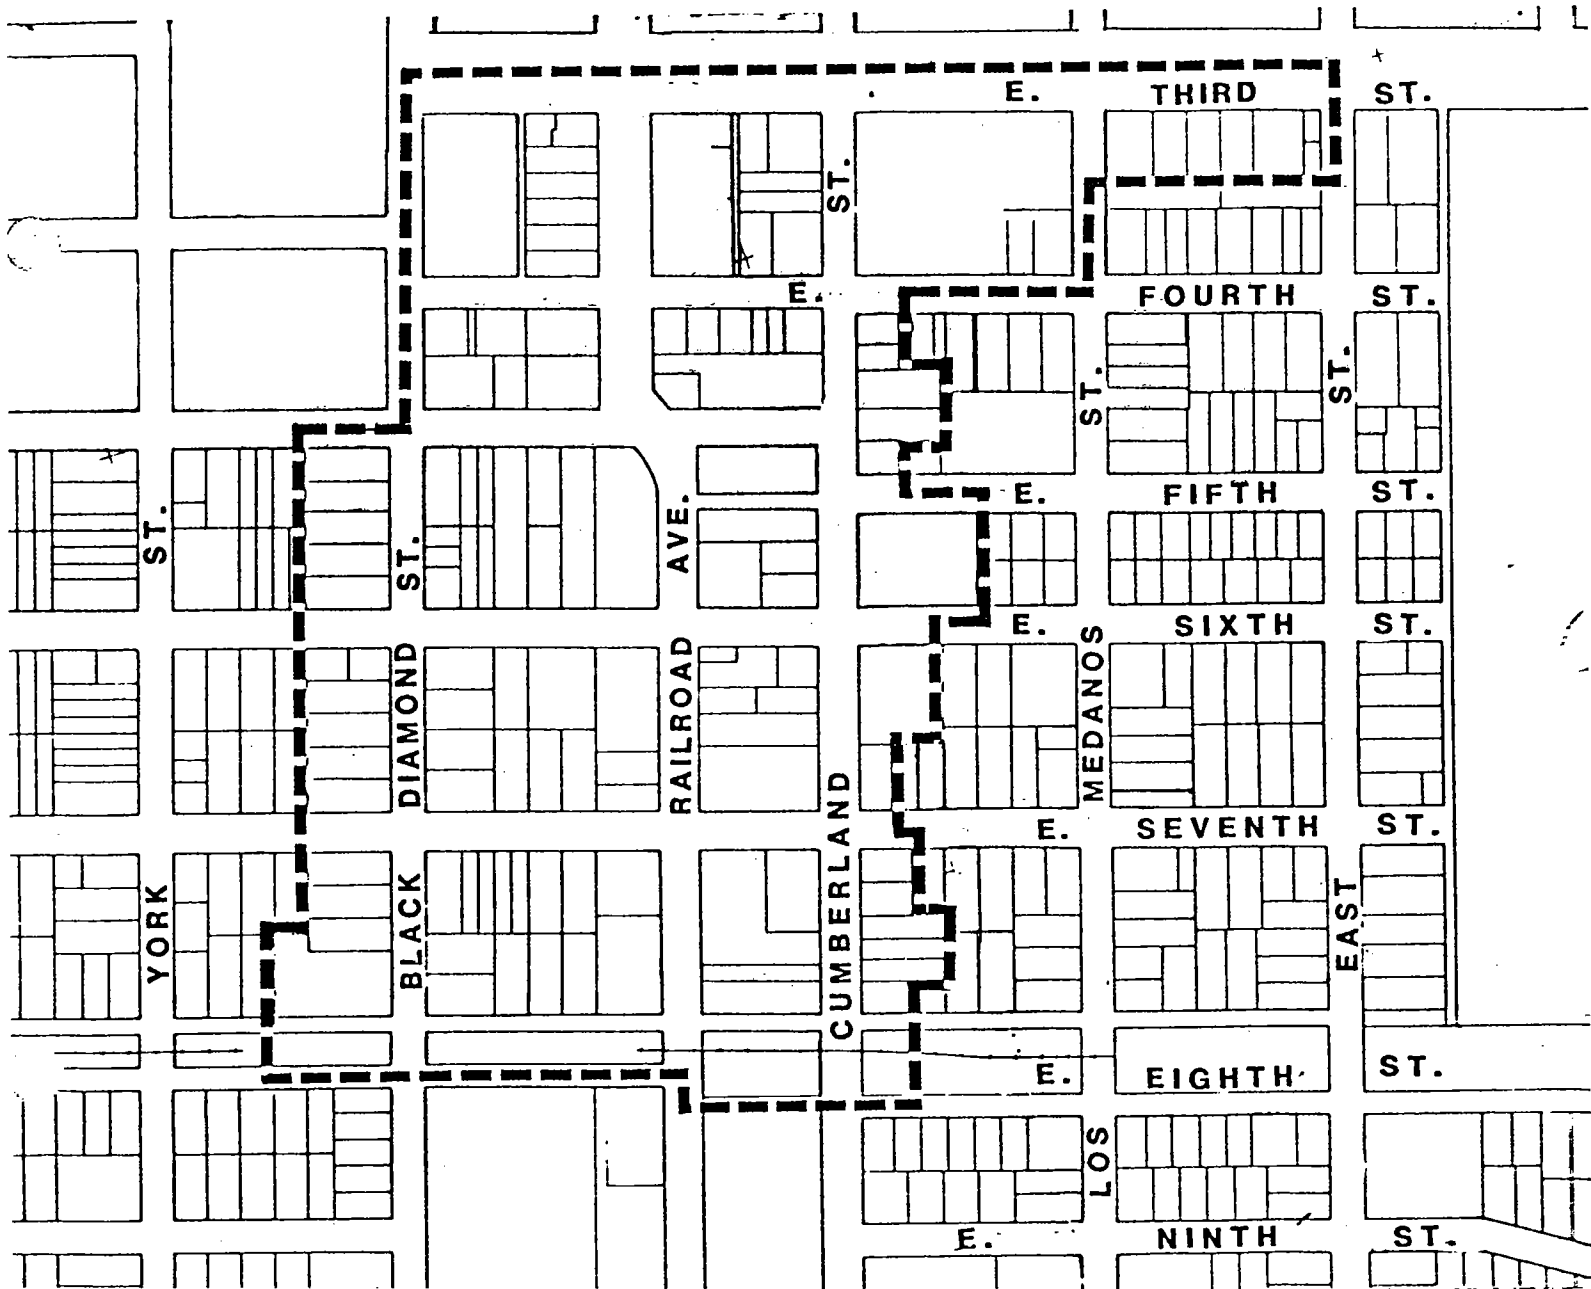 E. THIRD ST.
ST.
E. FOURTH ST.
ST.
ST.
E. FIFTH ST.
ST.
ST.
AVE.
E. SIXTH ST.
BLACK DIAMOND
RAILROAD
LOS MEDANOS
CUMBERLAND
E. SEVENTH ST.
YORK
EAST
E. EIGHTH ST.
E. NINTH ST.